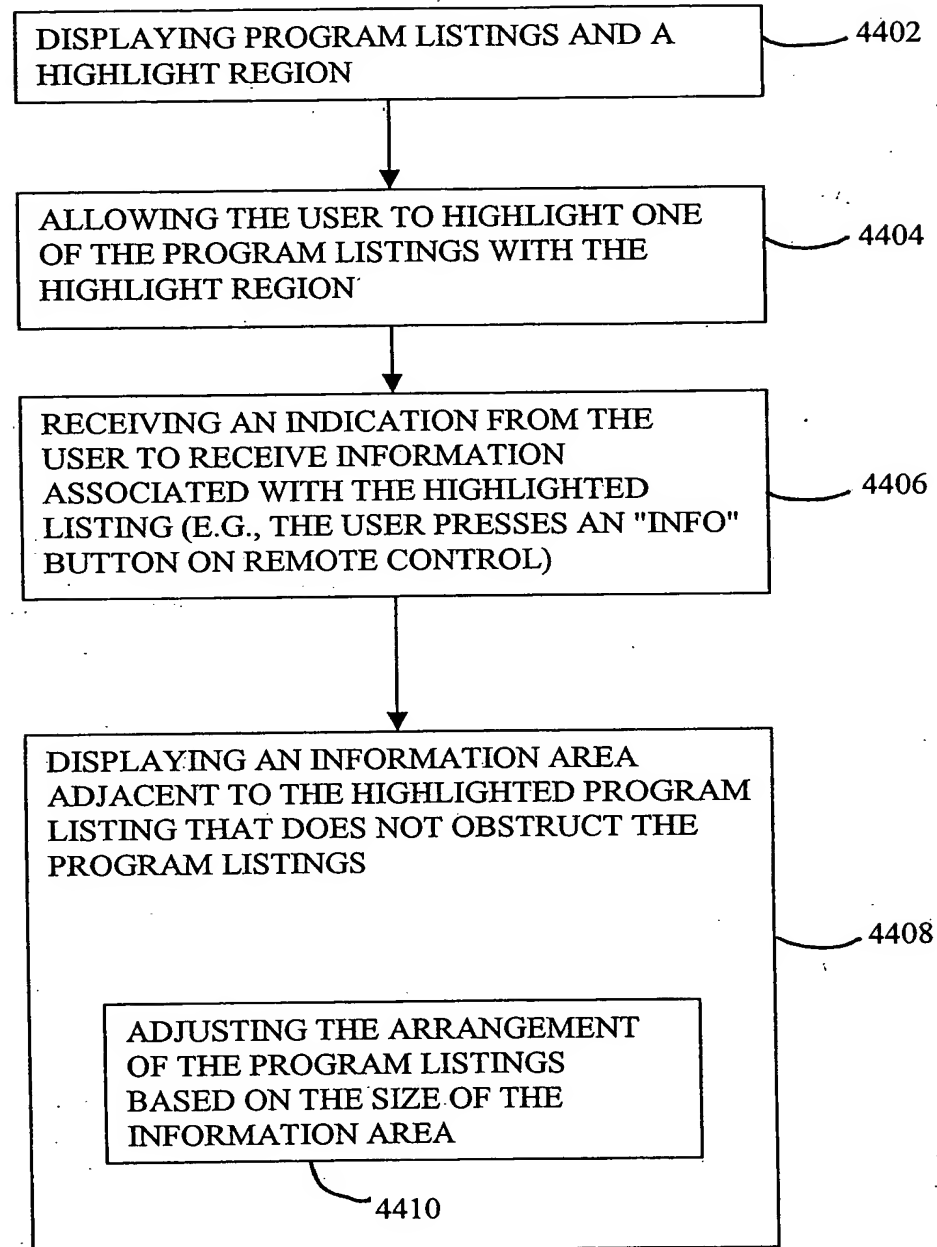 DISPLAYING PROGRAM LISTINGS AND A
HIGHLIGHT REGION
4402
ALLOWING THE USER TO HIGHLIGHT ONE
OF THE PROGRAM LISTINGS WITH THE
HIGHLIGHT REGION
4404
RECEIVING AN INDICATION FROM THE
USER TO RECEIVE INFORMATION
ASSOCIATED WITH THE HIGHLIGHTED
LISTING (E.G., THE USER PRESSES AN "INFO"
BUTTON ON REMOTE CONTROL)
4406
DISPLAYING AN INFORMATION AREA
ADJACENT TO THE HIGHLIGHTED PROGRAM
LISTING THAT DOES NOT OBSTRUCT THE
PROGRAM LISTINGS
4408
ADJUSTING THE ARRANGEMENT
OF THE PROGRAM LISTINGS
BASED ON THE SIZE OF THE
INFORMATION AREA
4410